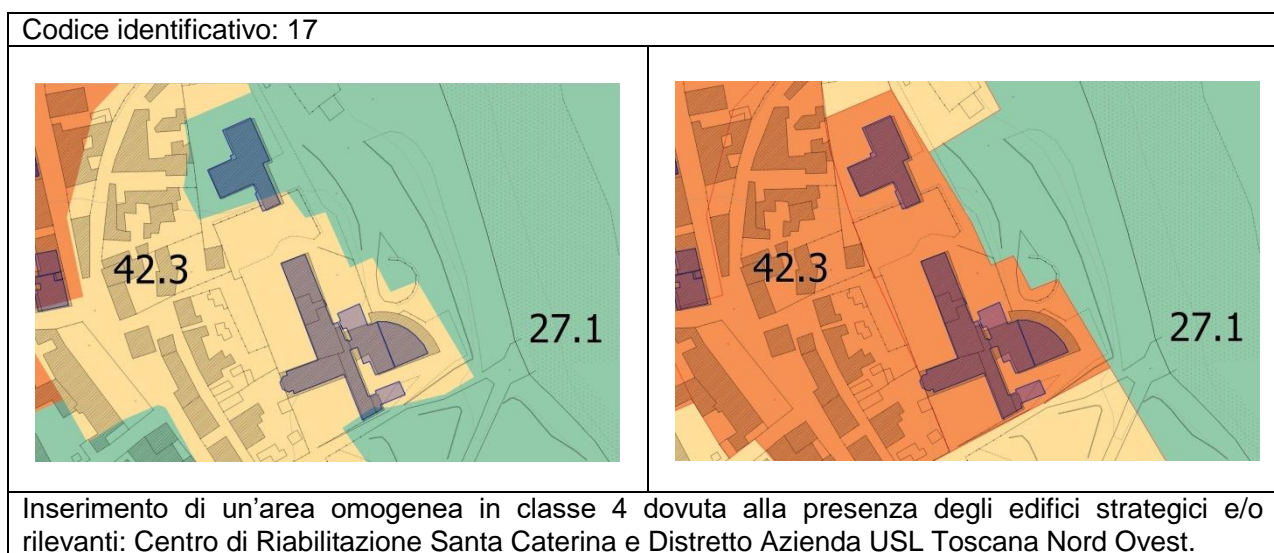 Codice identificativo: 17
42.3
27.1
42.3
27.1
Inserimento di un’area omogenea in classe 4 dovuta alla presenza degli edifici strategici e/o
rilevanti: Centro di Riabilitazione Santa Caterina e Distretto Azienda USL Toscana Nord Ovest.